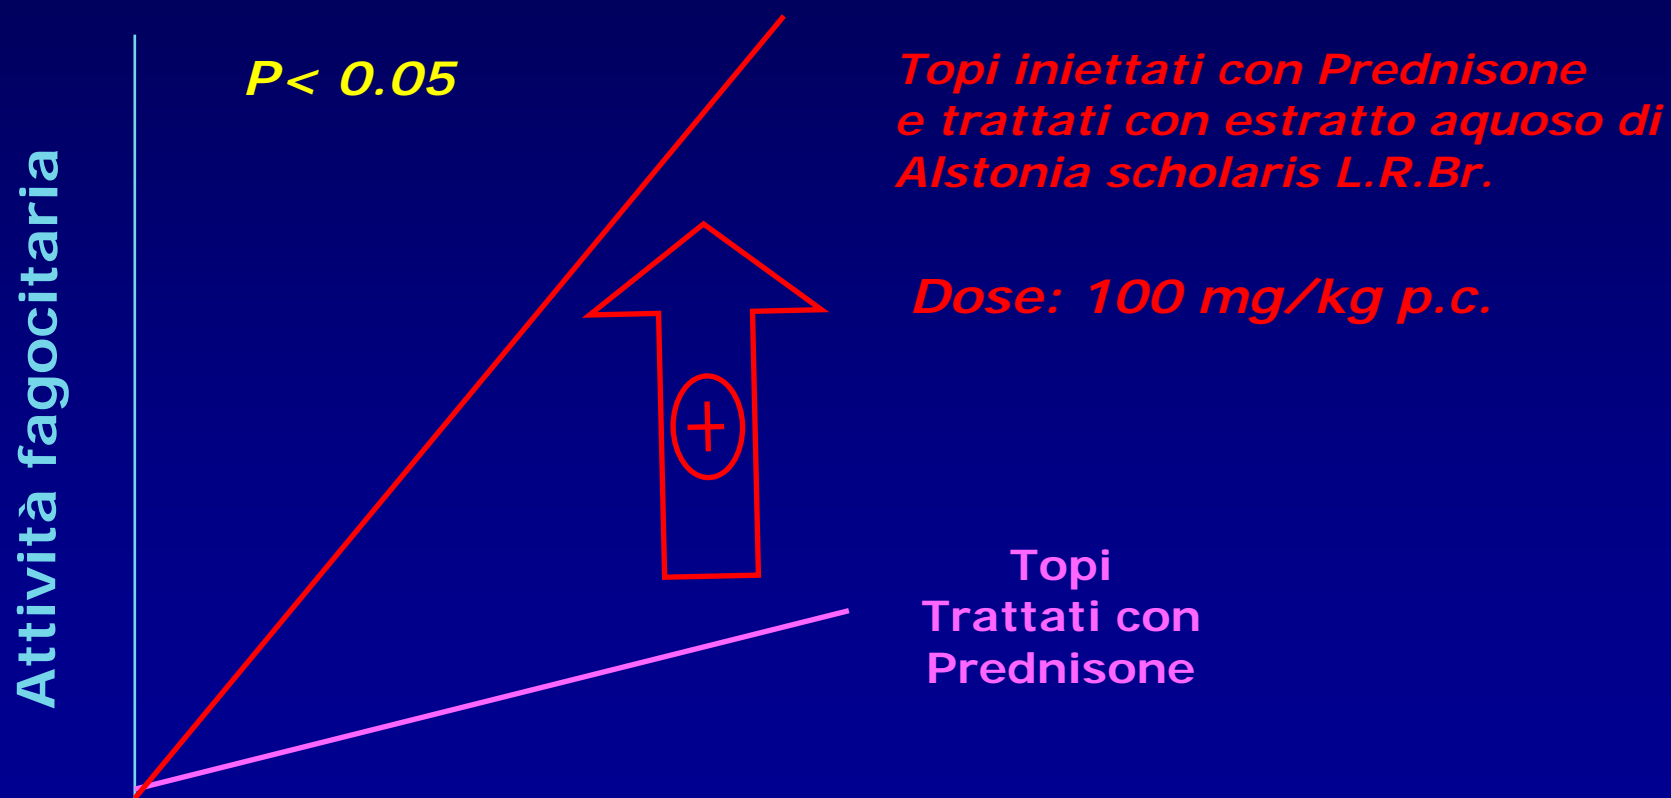 P< 0.05
Topi iniettati con Prednisone
e trattati con estratto aquoso di
Alstonia scholaris L.R.Br.
Dose: 100 mg/kg p.c.
Attività fagocitaria
+
Topi
Trattati con
Prednisone